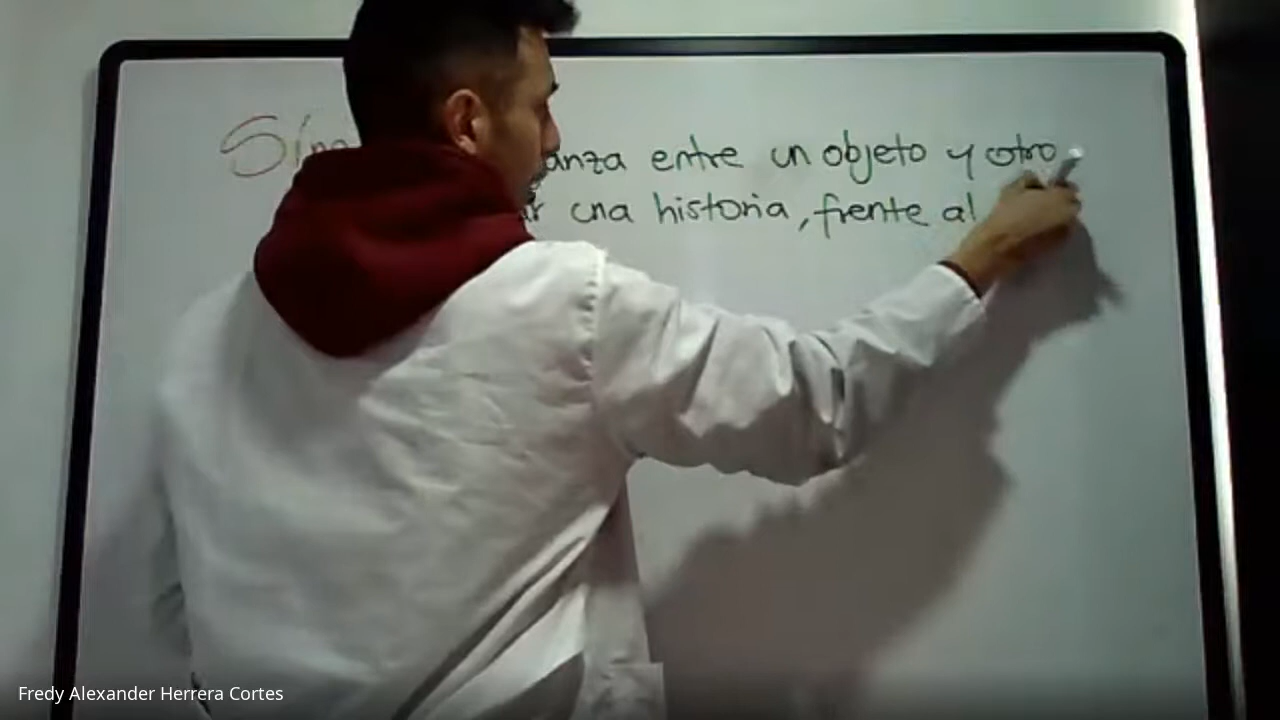 entre un objeto y otro
una historia, frente al
Fredy Alexander Herrera Cortes